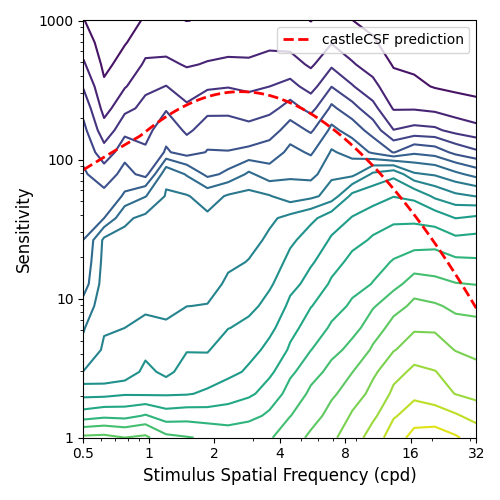 castleCSF prediction
1000
100
10
1
Sensitivity
0.5 1 2 4 8 16 32
Stimulus Spatial Frequency (cpd)